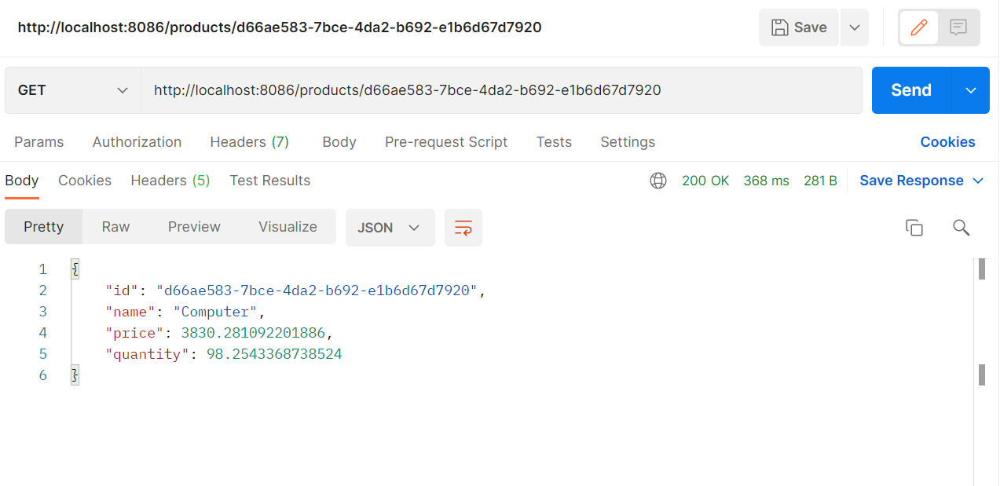 http://localhost:8086/products/d66ae583-7bce-4da2-b692-e1b6d67d7920 Save
GET http://localhost:8086/products/d66ae583-7bce-4da2-b692-e1b6d67d7920 Send
Params Authorization Headers (7) Body Pre-request Script Tests Settings Cookies
Body Cookies Headers (5) Test Results 200 OK 368 ms 281 B Save Response
Pretty Raw Preview Visualize JSON
1 {
2 "id": "d66ae583-7bce-4da2-b692-e1b6d67d7920",
3 "name": "Computer",
4 "price": 3830.281092201886,
5 "quantity": 98.2543368738524
6 }